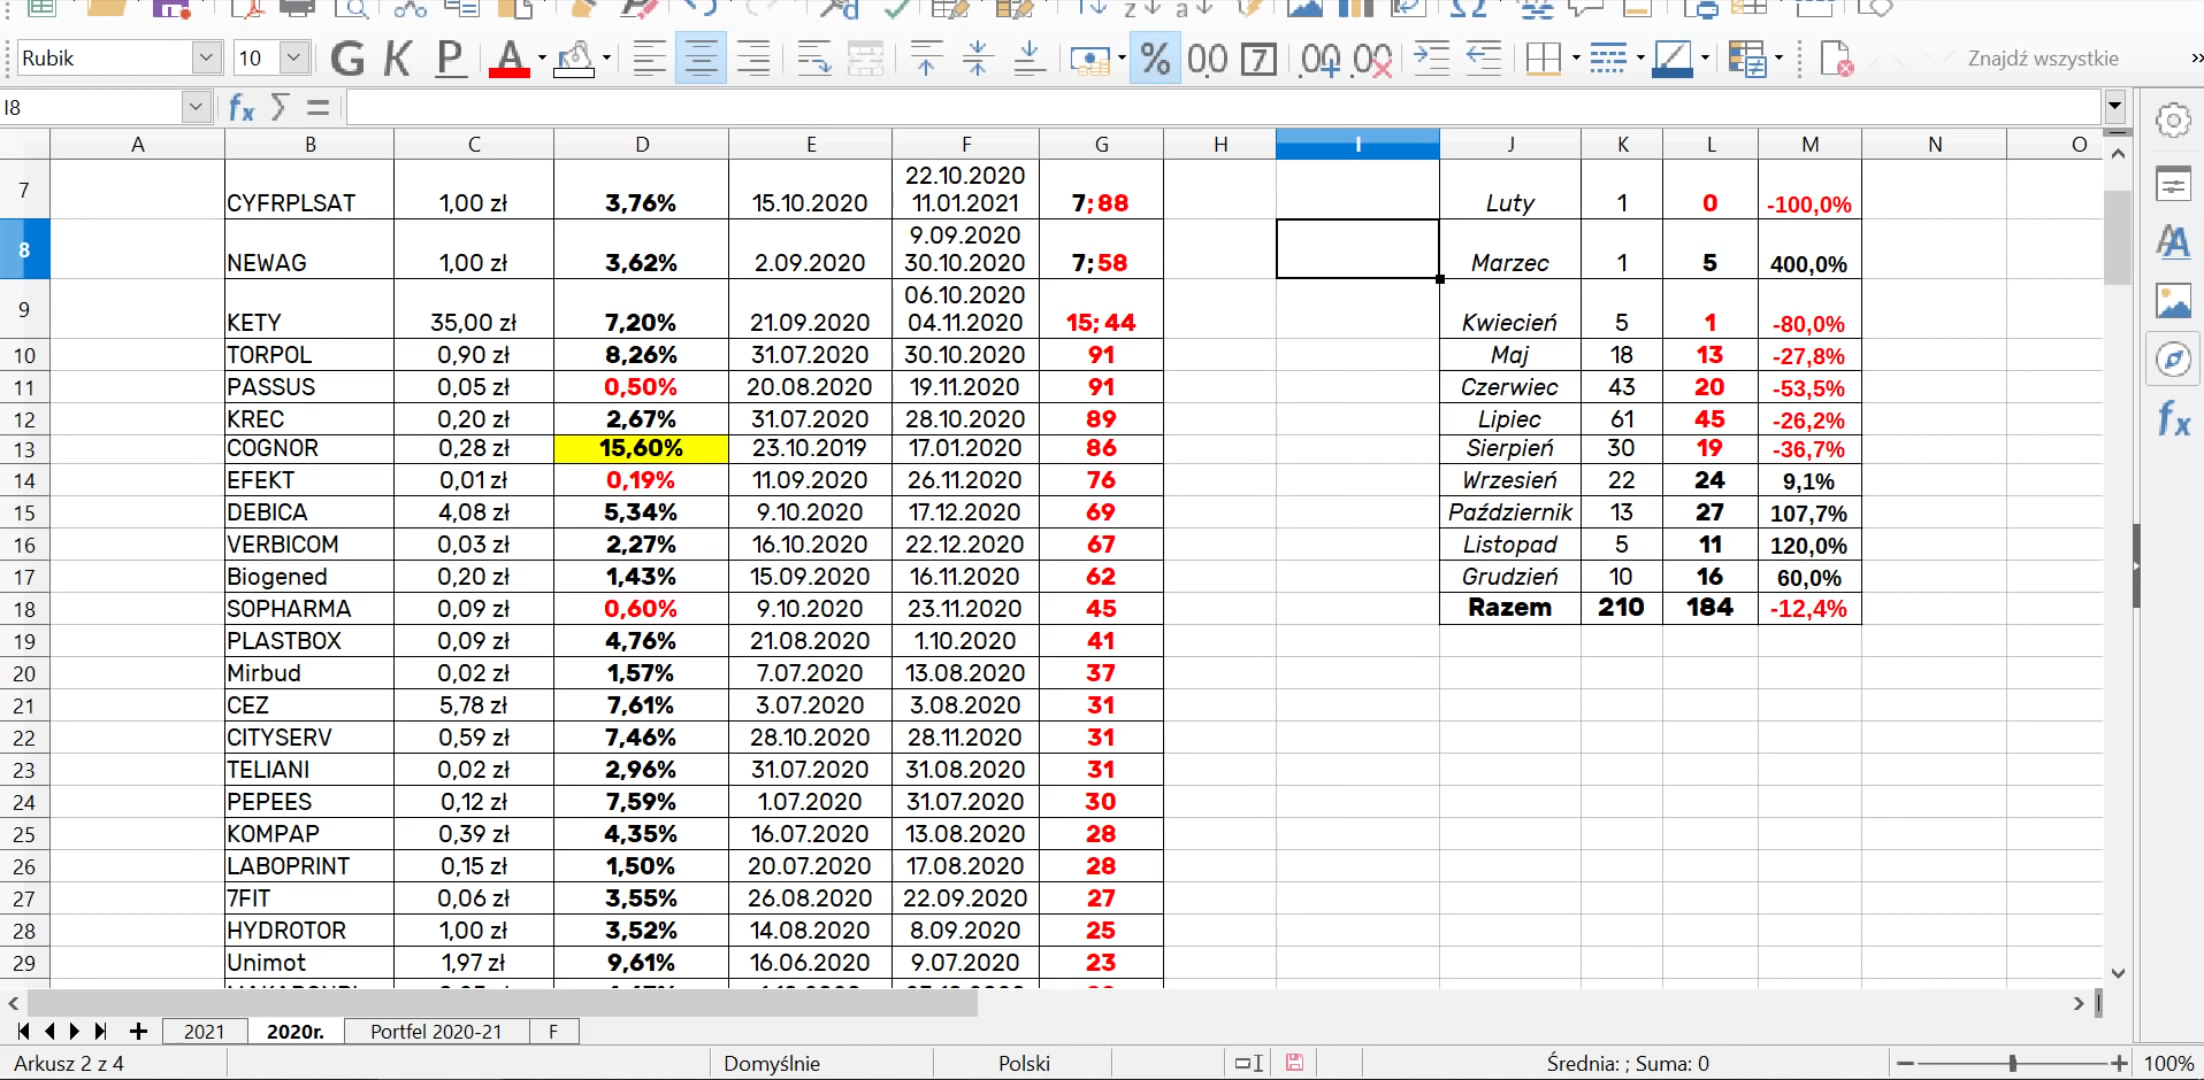 Rubik 10 G K P A % 00 7 .00 .00 Znajdź wszystkie
I8 fx Σ =
A B C D E F G H I J K L M N O
7 CYFRPLSAT 1,00 zł 3,76% 15.10.2020 22.10.2020 11.01.2021 7;88 Luty 1 0 -100,0%
8 NEWAG 1,00 zł 3,62% 2.09.2020 9.09.2020 30.10.2020 7;58 Marzec 1 5 400,0%
9 KETY 35,00 zł 7,20% 21.09.2020 06.10.2020 04.11.2020 15;44 Kwiecień 5 1 -80,0%
10 TORPOL 0,90 zł 8,26% 31.07.2020 30.10.2020 91 Maj 18 13 -27,8%
11 PASSUS 0,05 zł 0,50% 20.08.2020 19.11.2020 91 Czerwiec 43 20 -53,5%
12 KREC 0,20 zł 2,67% 31.07.2020 28.10.2020 89 Lipiec 61 45 -26,2%
13 COGNOR 0,28 zł 15,60% 23.10.2019 17.01.2020 86 Sierpień 30 19 -36,7%
14 EFEKT 0,01 zł 0,19% 11.09.2020 26.11.2020 76 Wrzesień 22 24 9,1%
15 DEBICA 4,08 zł 5,34% 9.10.2020 17.12.2020 69 Październik 13 27 107,7%
16 VERBICOM 0,03 zł 2,27% 16.10.2020 22.12.2020 67 Listopad 5 11 120,0%
17 Biogened 0,20 zł 1,43% 15.09.2020 16.11.2020 62 Grudzień 10 16 60,0%
18 SOPHARMA 0,09 zł 0,60% 9.10.2020 23.11.2020 45 Razem 210 184 -12,4%
19 PLASTBOX 0,09 zł 4,76% 21.08.2020 1.10.2020 41
20 Mirbud 0,02 zł 1,57% 7.07.2020 13.08.2020 37
21 CEZ 5,78 zł 7,61% 3.07.2020 3.08.2020 31
22 CITYSERV 0,59 zł 7,46% 28.10.2020 28.11.2020 31
23 TELIANI 0,02 zł 2,96% 31.07.2020 31.08.2020 31
24 PEPEES 0,12 zł 7,59% 1.07.2020 31.07.2020 30
25 KOMPAP 0,39 zł 4,35% 16.07.2020 13.08.2020 28
26 LABOPRINT 0,15 zł 1,50% 20.07.2020 17.08.2020 28
27 7FIT 0,06 zł 3,55% 26.08.2020 22.09.2020 27
28 HYDROTOR 1,00 zł 3,52% 14.08.2020 8.09.2020 25
29 Unimot 1,97 zł 9,61% 16.06.2020 9.07.2020 23
2021 2020r. Portfel 2020-21 F
Arkusz 2 z 4 Domyślnie Polski Średnia: ; Suma: 0 100%